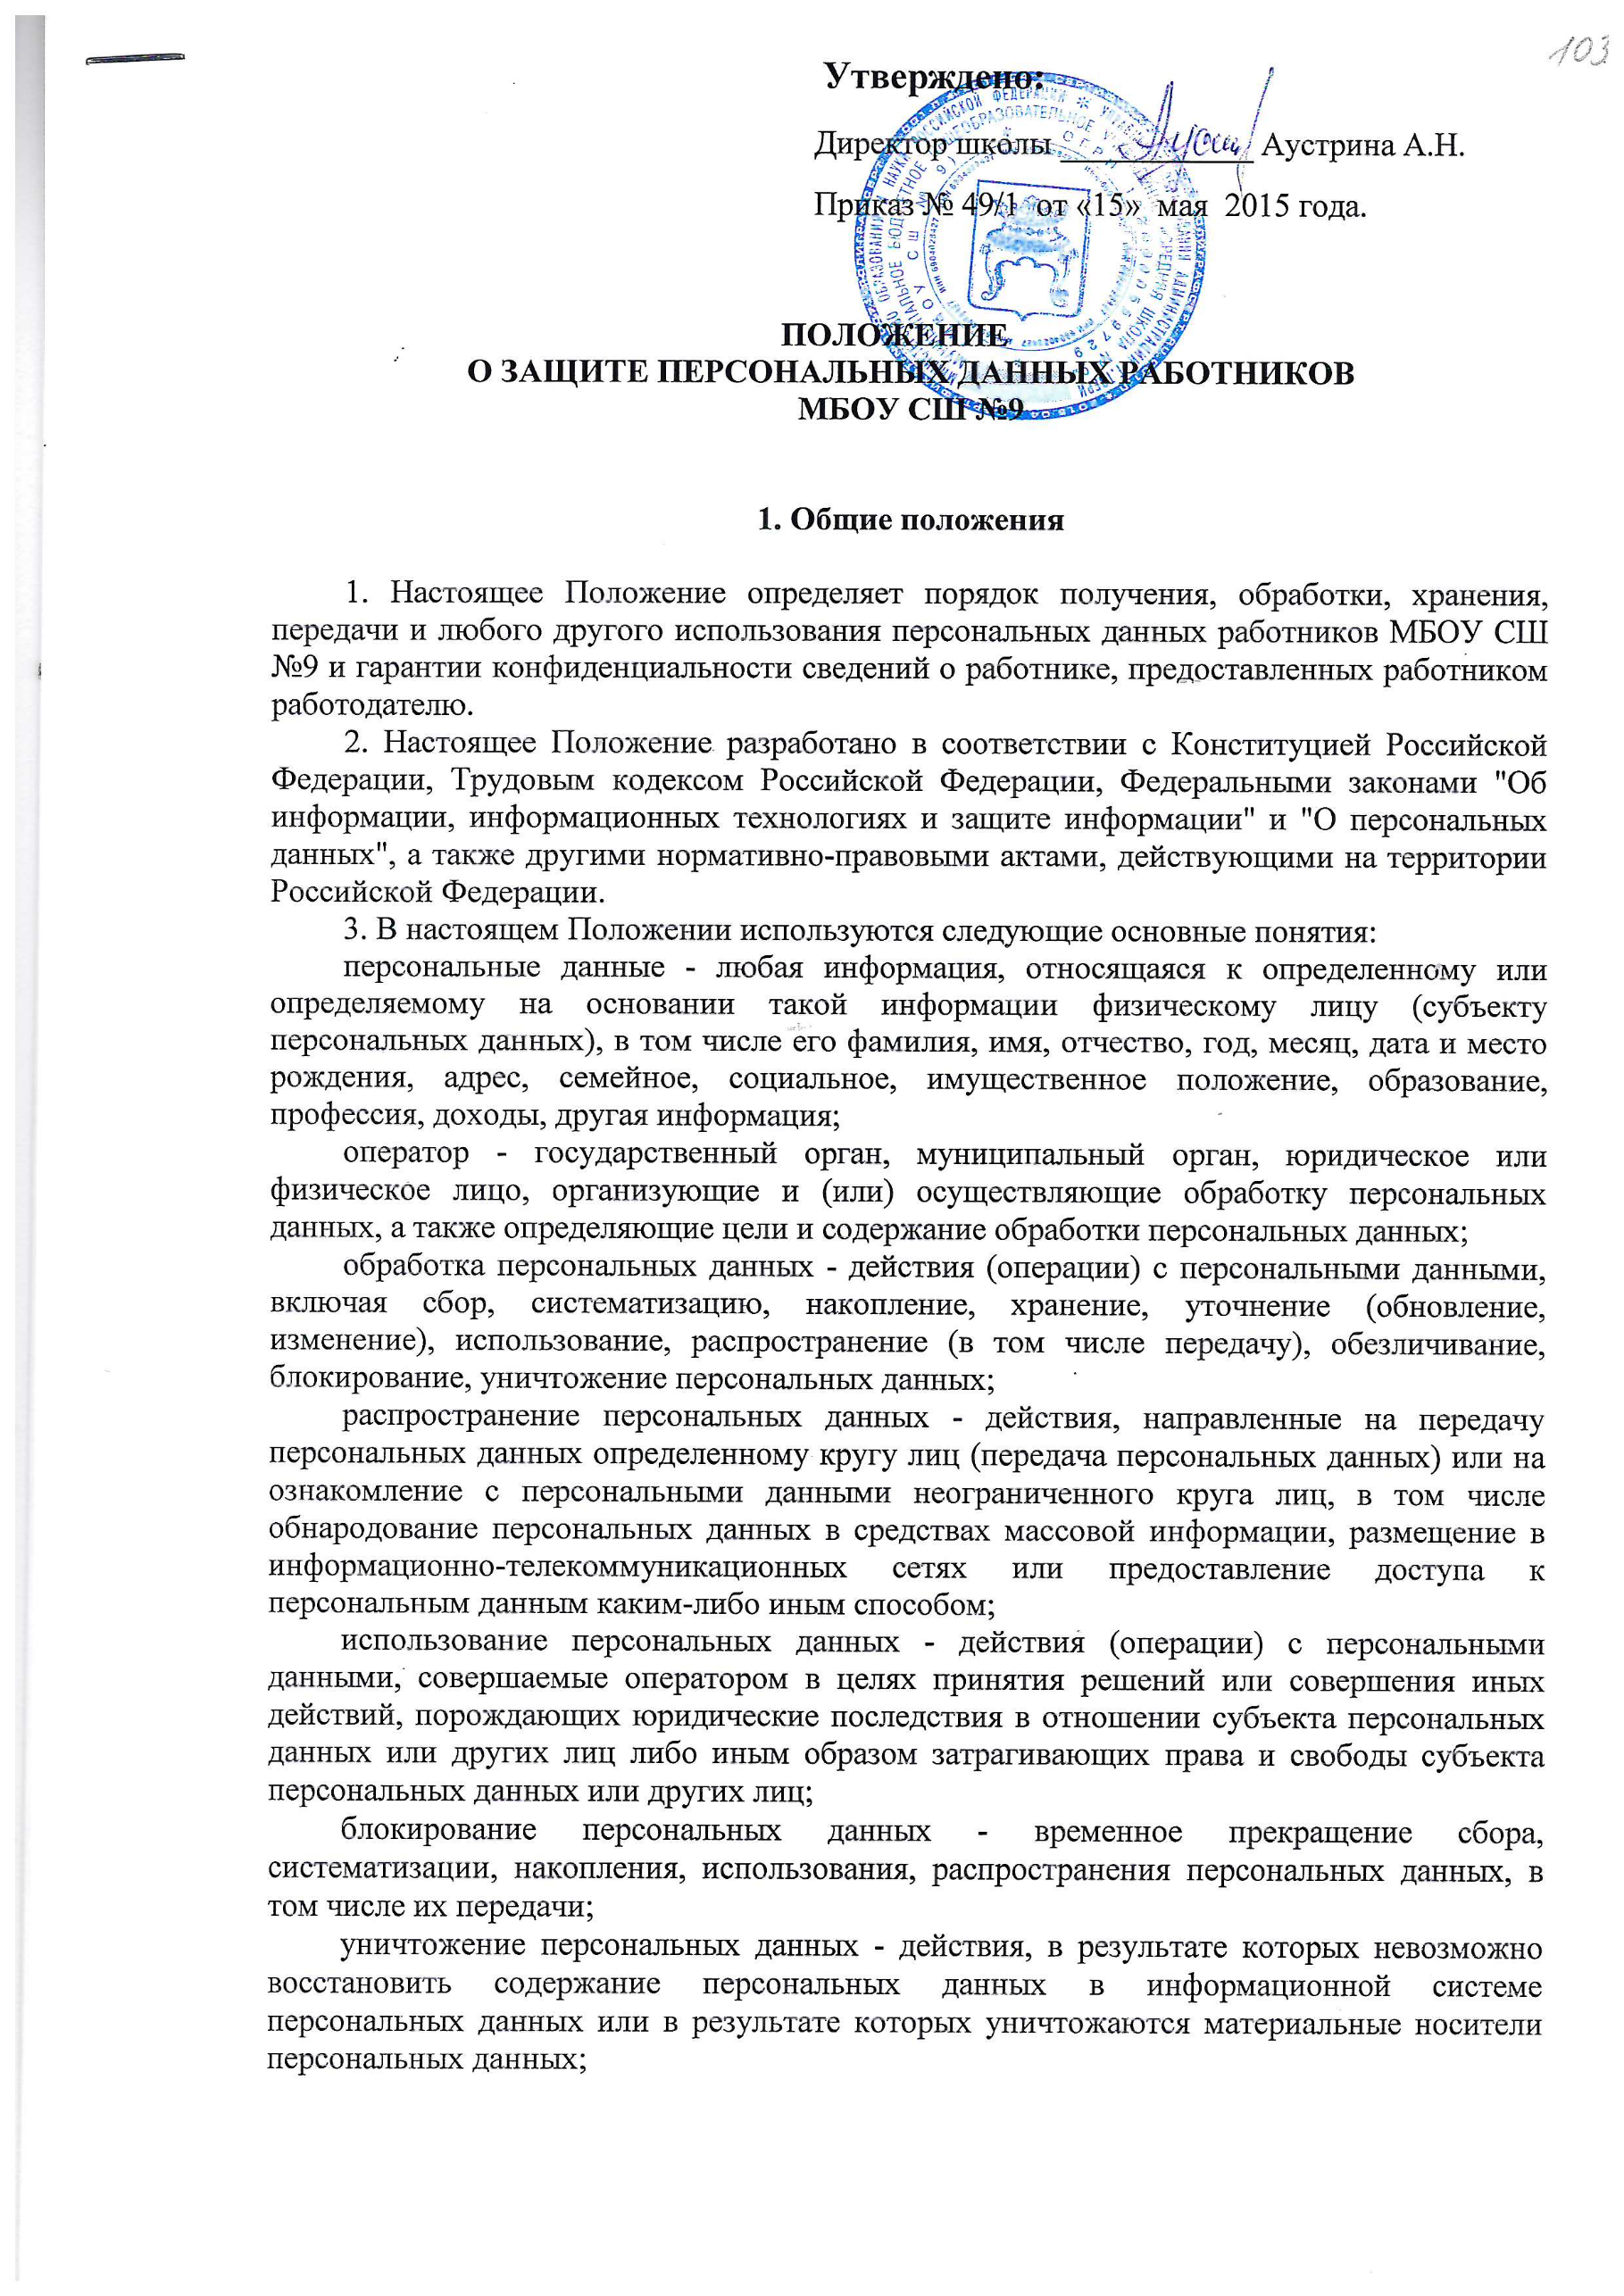 103
Утверждено:
Директор школы ____________ Аустрина А.Н.
Приказ № 49/1 от «15» мая 2015 года.
ПОЛОЖЕНИЕ
О ЗАЩИТЕ ПЕРСОНАЛЬНЫХ ДАННЫХ РАБОТНИКОВ
МБОУ СШ №9
1. Общие положения
1. Настоящее Положение определяет порядок получения, обработки, хранения,
передачи и любого другого использования персональных данных работников МБОУ СШ
№9 и гарантии конфиденциальности сведений о работнике, предоставленных работником
работодателю.
2. Настоящее Положение разработано в соответствии с Конституцией Российской
Федерации, Трудовым кодексом Российской Федерации, Федеральными законами "Об
информации, информационных технологиях и защите информации" и "О персональных
данных", а также другими нормативно-правовыми актами, действующими на территории
Российской Федерации.
3. В настоящем Положении используются следующие основные понятия:
персональные данные - любая информация, относящаяся к определенному или
определяемому на основании такой информации физическому лицу (субъекту
персональных данных), в том числе его фамилия, имя, отчество, год, месяц, дата и место
рождения, адрес, семейное, социальное, имущественное положение, образование,
профессия, доходы, другая информация;
оператор - государственный орган, муниципальный орган, юридическое или
физическое лицо, организующие и (или) осуществляющие обработку персональных
данных, а также определяющие цели и содержание обработки персональных данных;
обработка персональных данных - действия (операции) с персональными данными,
включая сбор, систематизацию, накопление, хранение, уточнение (обновление,
изменение), использование, распространение (в том числе передачу), обезличивание,
блокирование, уничтожение персональных данных;
распространение персональных данных - действия, направленные на передачу
персональных данных определенному кругу лиц (передача персональных данных) или на
ознакомление с персональными данными неограниченного круга лиц, в том числе
обнародование персональных данных в средствах массовой информации, размещение в
информационно-телекоммуникационных сетях или предоставление доступа к
персональным данным каким-либо иным способом;
использование персональных данных - действия (операции) с персональными
данными, совершаемые оператором в целях принятия решений или совершения иных
действий, порождающих юридические последствия в отношении субъекта персональных
данных или других лиц либо иным образом затрагивающих права и свободы субъекта
персональных данных или других лиц;
блокирование персональных данных - временное прекращение сбора,
систематизации, накопления, использования, распространения персональных данных, в
том числе их передачи;
уничтожение персональных данных - действия, в результате которых невозможно
восстановить содержание персональных данных в информационной системе
персональных данных или в результате которых уничтожаются материальные носители
персональных данных;